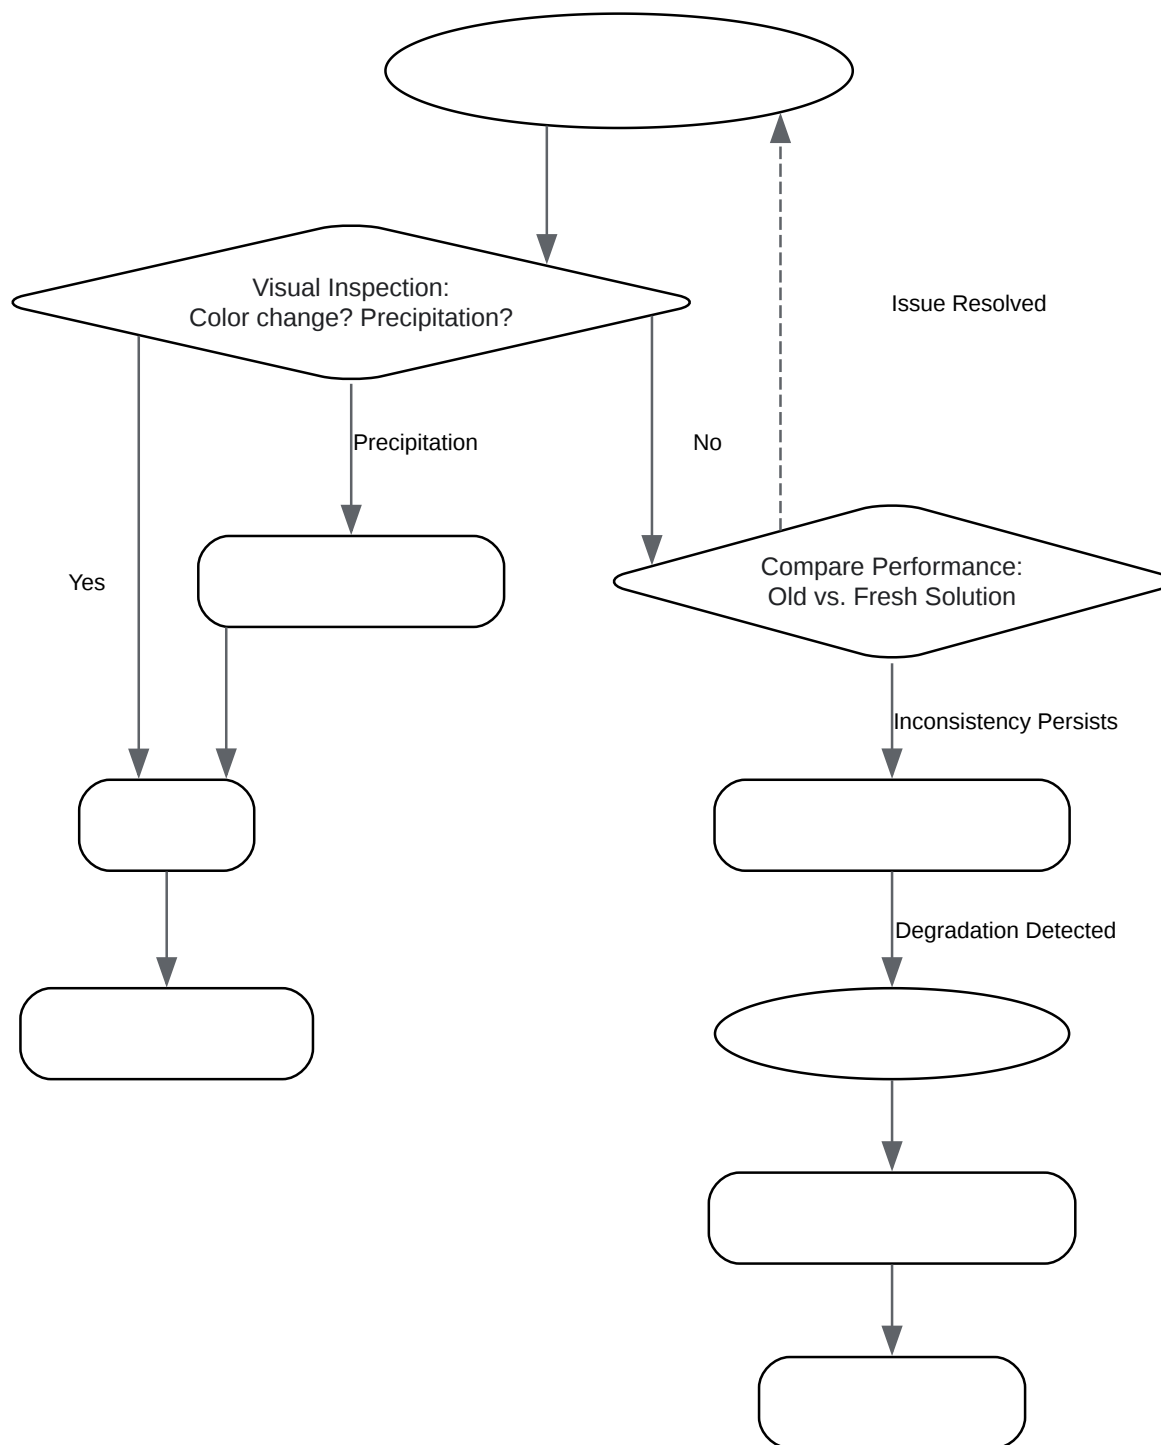 Visual Inspection:
Color change? Precipitation?
Issue Resolved
Precipitation
No
Compare Performance:
Old vs. Fresh Solution
Yes
Inconsistency Persists
Degradation Detected